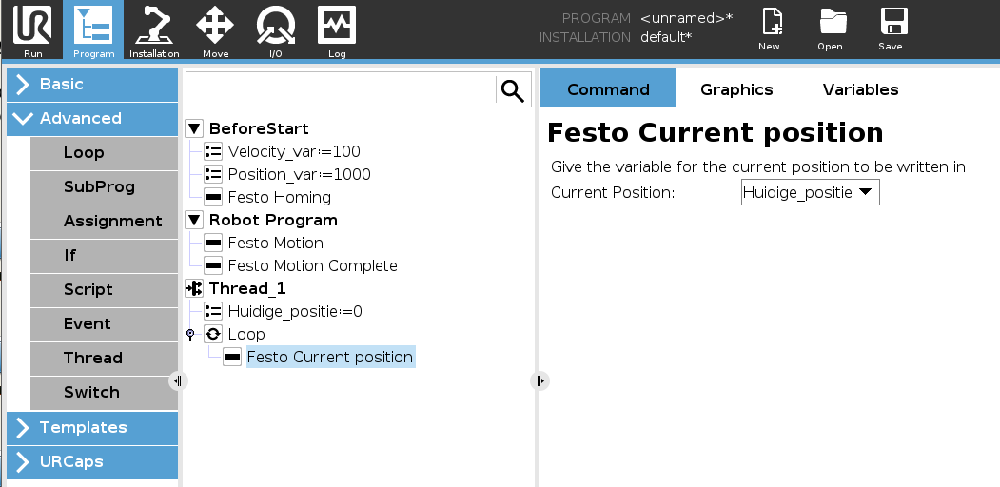 UR
PROGRAM <unnamed>*
INSTALLATION default*
Run Program Installation Move I/O Log New... Open... Save...
Basic
Advanced
Loop
SubProg
Assignment
If
Script
Event
Thread
Switch
Templates
URCaps
BeforeStart
Velocity_var:=100
Position_var:=1000
Festo Homing
Robot Program
Festo Motion
Festo Motion Complete
Thread_1
Huidige_positie:=0
Loop
Festo Current position
Command Graphics Variables
Festo Current position
Give the variable for the current position to be written in
Current Position: Huidige_positie